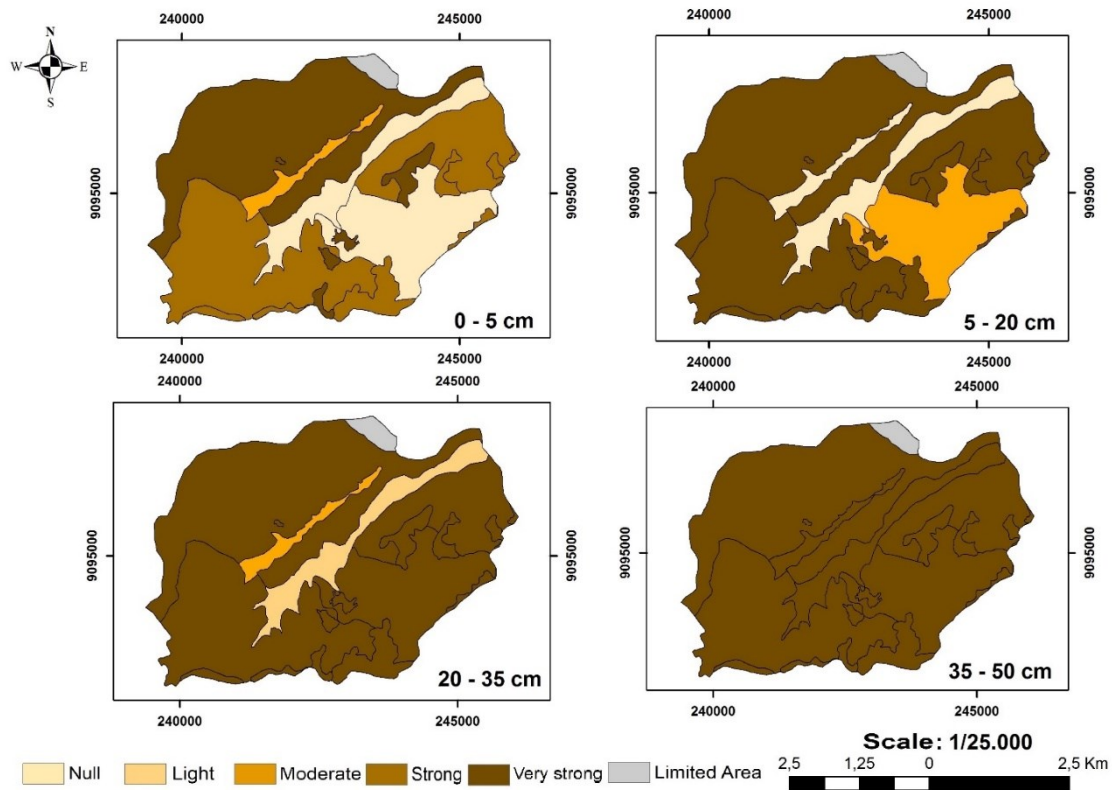 240000 245000
240000 245000
N
W E
S
9095000
9095000
9095000
9095000
0 - 5 cm
5 - 20 cm
240000 245000
240000 245000
240000 245000
240000 245000
9095000
9095000
9095000
9095000
20 - 35 cm
35 - 50 cm
240000 245000
240000 245000
Scale: 1/25.000
Null Light Moderate Strong Very strong Limited Area
2,5 1,25 0 2,5 Km